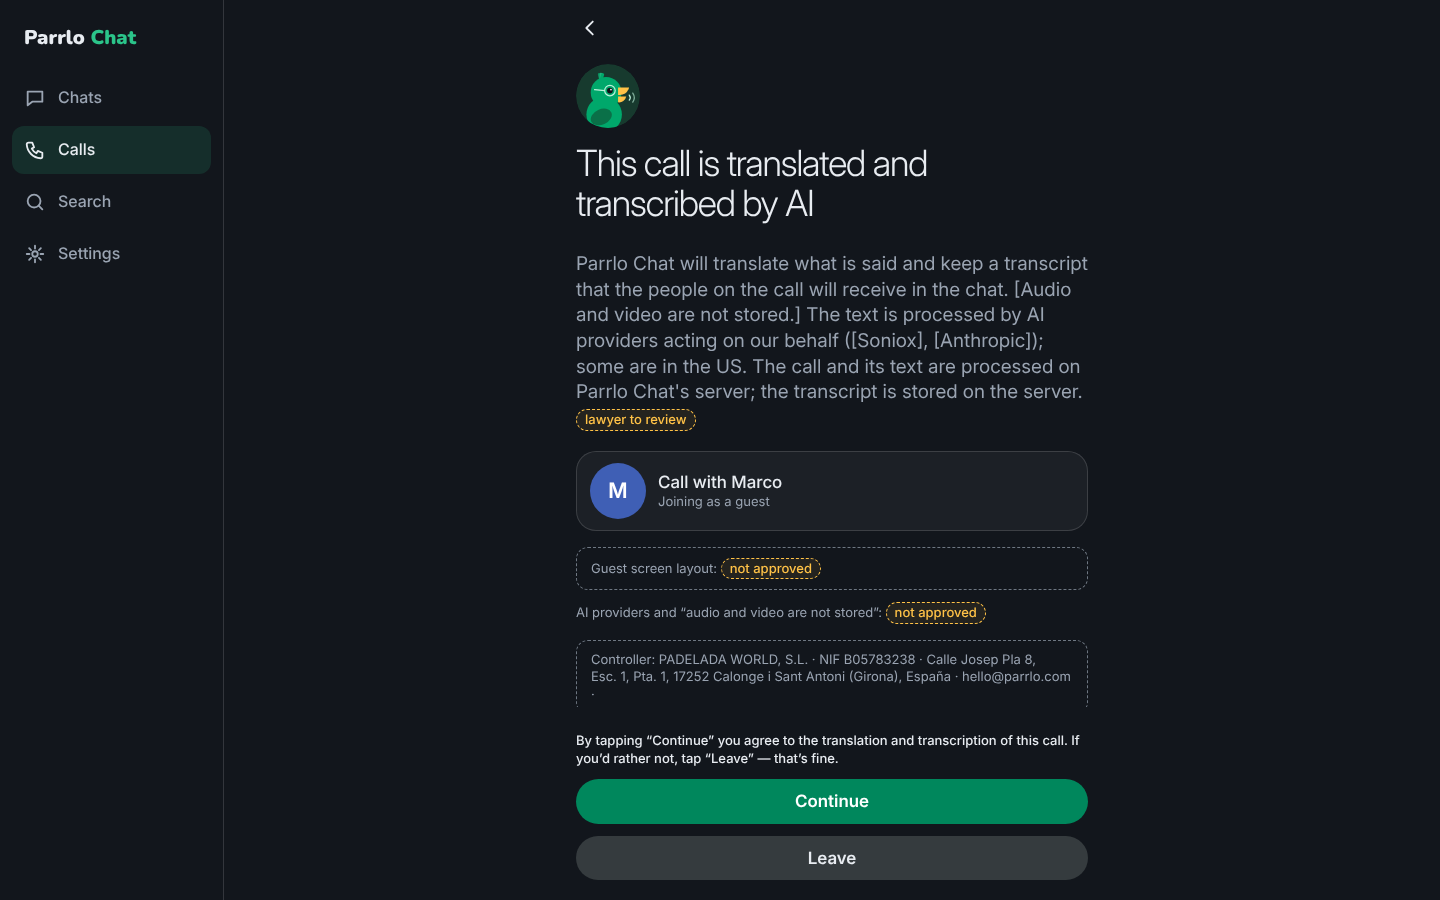 Parrlo Chat
Chats
Calls
Search
Settings
This call is translated and
transcribed by AI
Parrlo Chat will translate what is said and keep a transcript
that the people on the call will receive in the chat. [Audio
and video are not stored.] The text is processed by AI
providers acting on our behalf ([Soniox], [Anthropic]);
some are in the US. The call and its text are processed on
Parrlo Chat's server; the transcript is stored on the server.
lawyer to review
M
Call with Marco
Joining as a guest
Guest screen layout: not approved
AI providers and “audio and video are not stored”: not approved
Controller: PADELADA WORLD, S.L. · NIF B05783238 · Calle Josep Pla 8,
Esc. 1, Pta. 1, 17252 Calonge i Sant Antoni (Girona), España · hello@parrlo.com
·
By tapping “Continue” you agree to the translation and transcription of this call. If
you’d rather not, tap “Leave” — that’s fine.
Continue
Leave